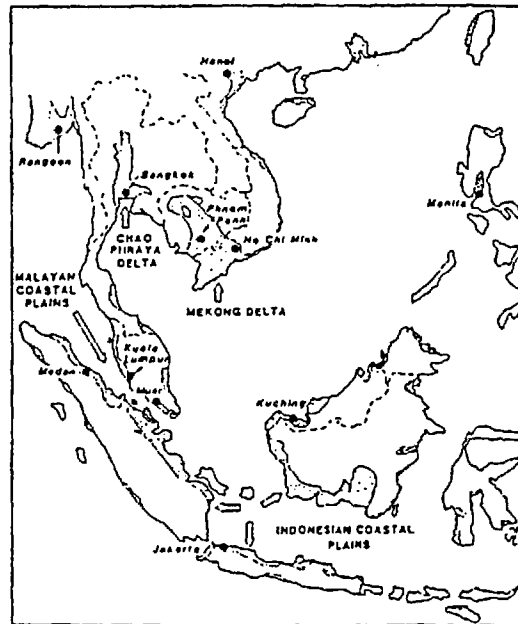 Hanoi
Rangoon
Bangkok
Phnom
Penh
Manila
Ho Chi Minh
CHAO
PHRAYA
DELTA
MALAYAN
COASTAL
PLAINS
MEKONG DELTA
Kuala
Lumpur
Medan
Muar
Kuching
INDONESIAN COASTAL
PLAINS
Jakarta